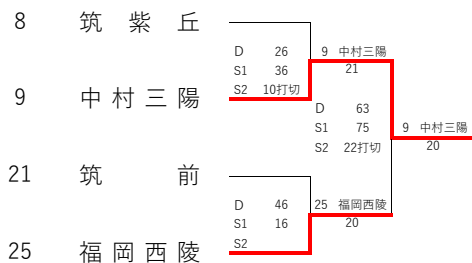 8 筑紫丘
D 26 9 中村三陽
S1 36 21
S2 10打切
9 中村三陽
D 63
S1 75 9 中村三陽
S2 22打切 20
21 筑前
D 46 25 福岡西陵
S1 16 20
S2
25 福岡西陵